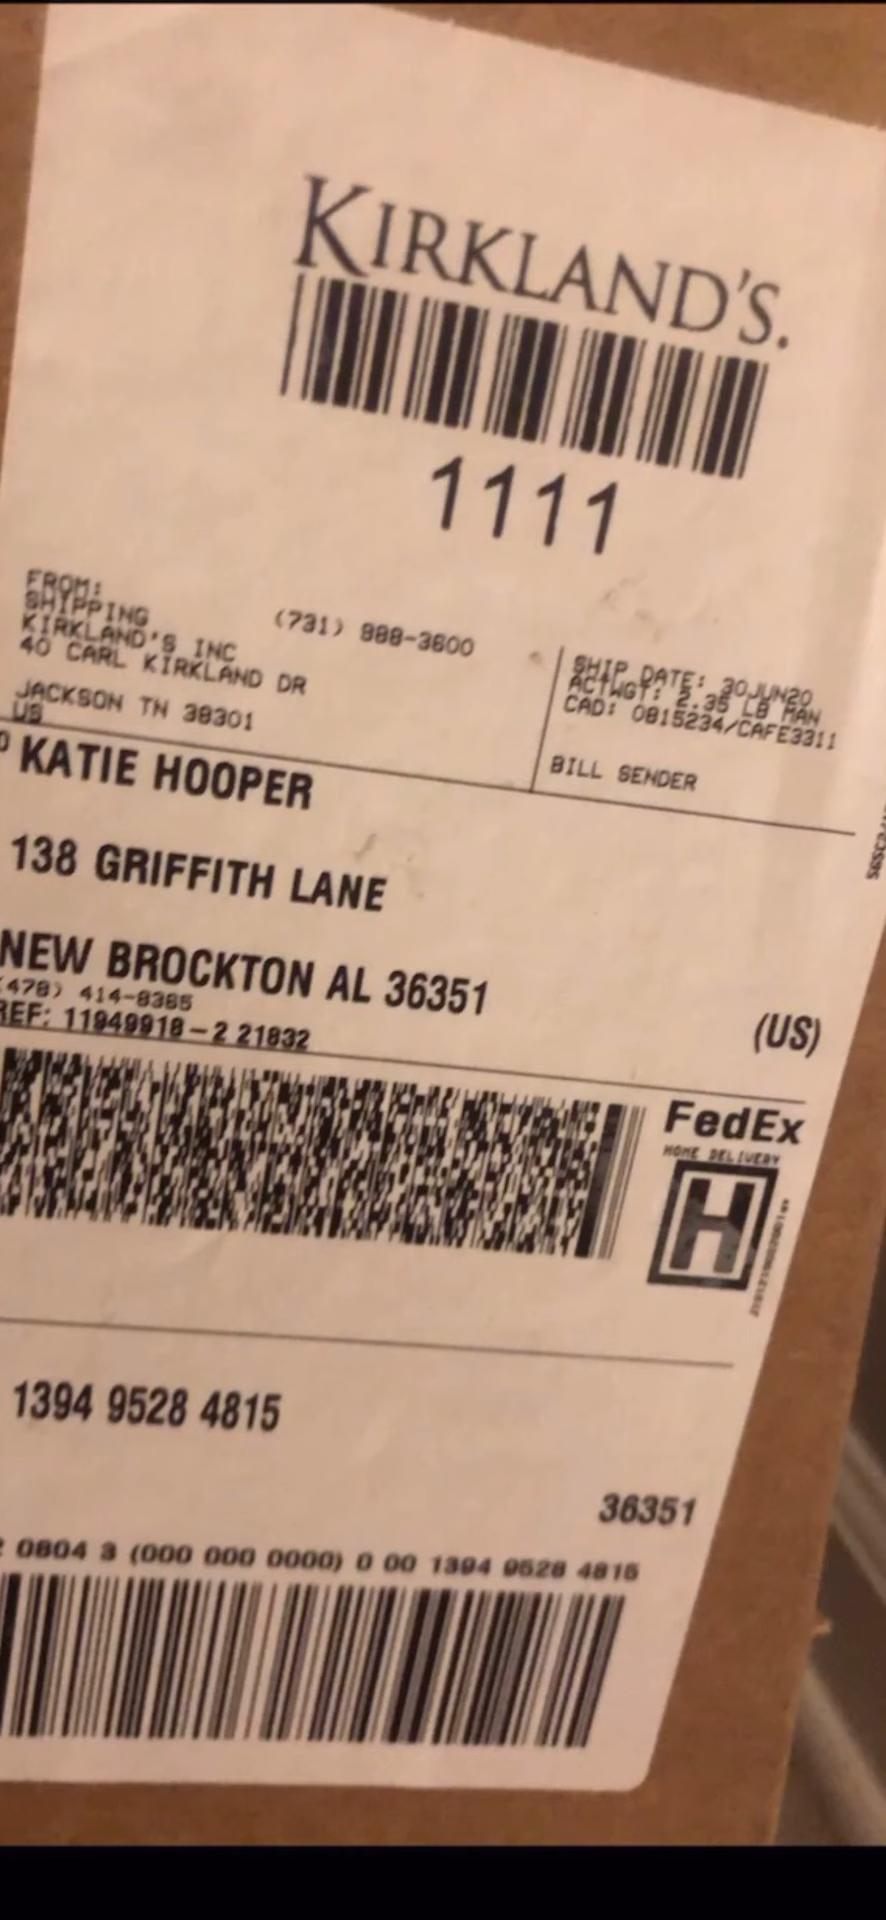 KIRKLAND'S.
1111
FROM:
SHIPPING (731) 988-3600
KIRKLAND'S INC
40 CARL KIRKLAND DR
JACKSON TN 38301
US
SHIP DATE: 30JUN20
ACTWGT: 2.35 LB MAN
CAD: 0815234/CAFE3311
BILL SENDER
KATIE HOOPER
138 GRIFFITH LANE
NEW BROCKTON AL 36351
(478) 414-8365
REF: 11949918-2 21832
(US)
FedEx
HOME DELIVERY
H
1394 9528 4815
36351
0804 3 (000 000 0000) 0 00 1394 9528 4815